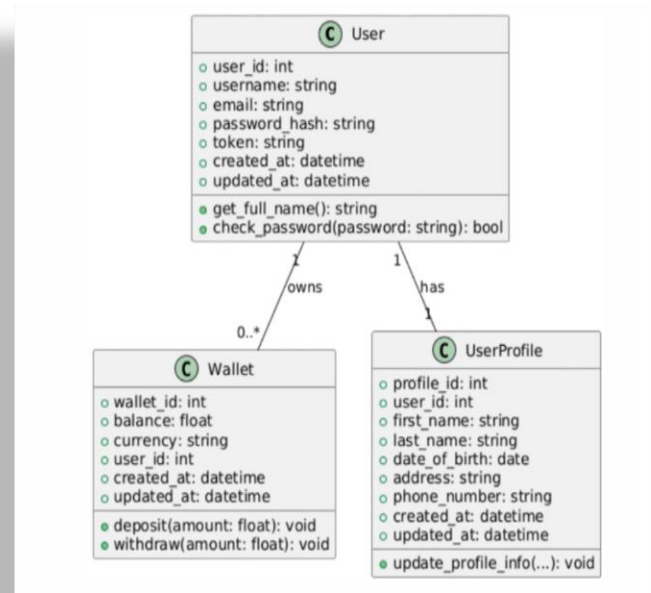 C User
user_id: int
username: string
email: string
password_hash: string
token: string
created_at: datetime
updated_at: datetime
get_full_name(): string
check_password(password: string): bool
1
1
owns
has
0..*
1
C Wallet
wallet_id: int
balance: float
currency: string
user_id: int
created_at: datetime
updated_at: datetime
deposit(amount: float): void
withdraw(amount: float): void
C UserProfile
profile_id: int
user_id: int
first_name: string
last_name: string
date_of_birth: date
address: string
phone_number: string
created_at: datetime
updated_at: datetime
update_profile_info(...): void